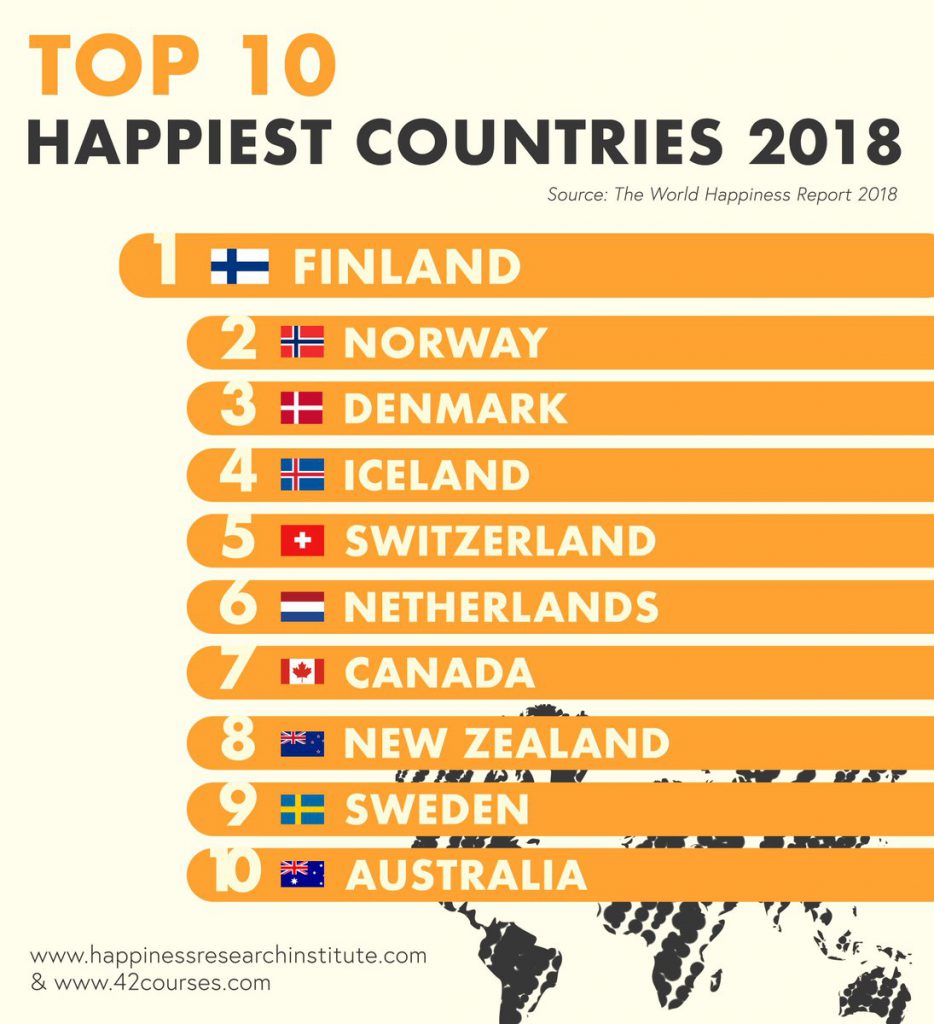 TOP 10
HAPPIEST COUNTRIES 2018
Source: The World Happiness Report 2018
1 FINLAND
2 NORWAY
3 DENMARK
4 ICELAND
5 SWITZERLAND
6 NETHERLANDS
7 CANADA
8 NEW ZEALAND
9 SWEDEN
10 AUSTRALIA
www.happinessresearchinstitute.com
& www.42courses.com